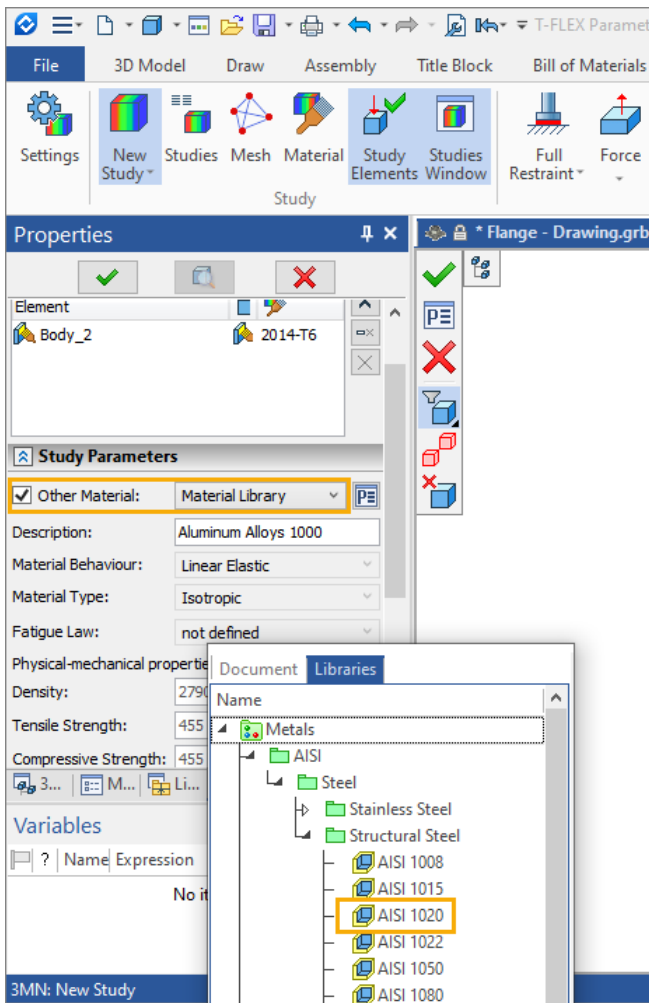 T-FLEX Paramet
File 3D Model Draw Assembly Title Block Bill of Materials
Settings New Study Studies Mesh Material Study Elements Studies Window Full Restraint Force
Study
Properties
* Flange - Drawing.grb
Element
Body_2 2014-T6
Study Parameters
Other Material: Material Library
Description: Aluminum Alloys 1000
Material Behaviour: Linear Elastic
Material Type: Isotropic
Fatigue Law: not defined
Physical-mechanical propertie
Document Libraries
Density: 2790
Name
Metals
Tensile Strength: 455
AISI
Compressive Strength: 455
Steel
3... M... Li...
Stainless Steel
Variables
Structural Steel
? Name Expression
AISI 1008
No it
AISI 1015
AISI 1020
AISI 1022
AISI 1050
3MN: New Study
AISI 1080